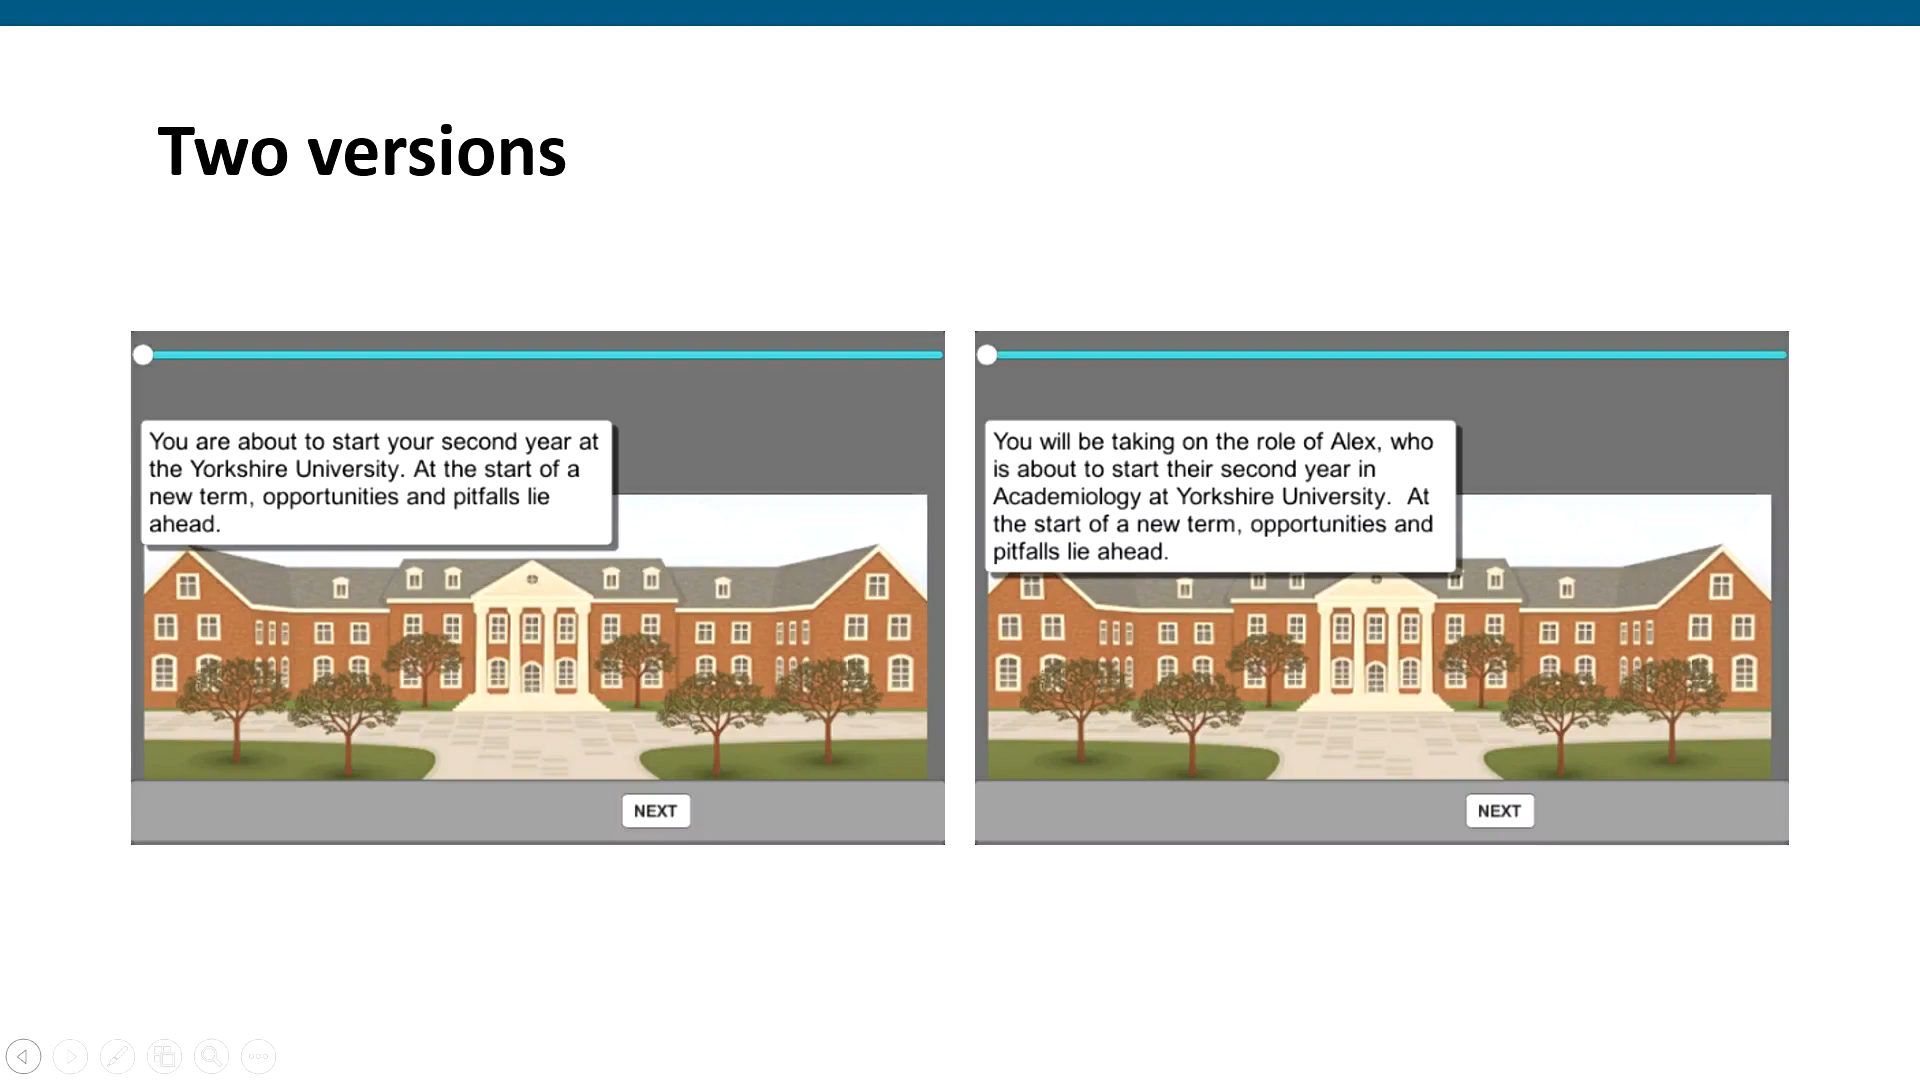 Two versions
You are about to start your second year at
the Yorkshire University. At the start of a
new term, opportunities and pitfalls lie
ahead.
NEXT
You will be taking on the role of Alex, who
is about to start their second year in
Academiology at Yorkshire University.  At
the start of a new term, opportunities and
pitfalls lie ahead.
NEXT